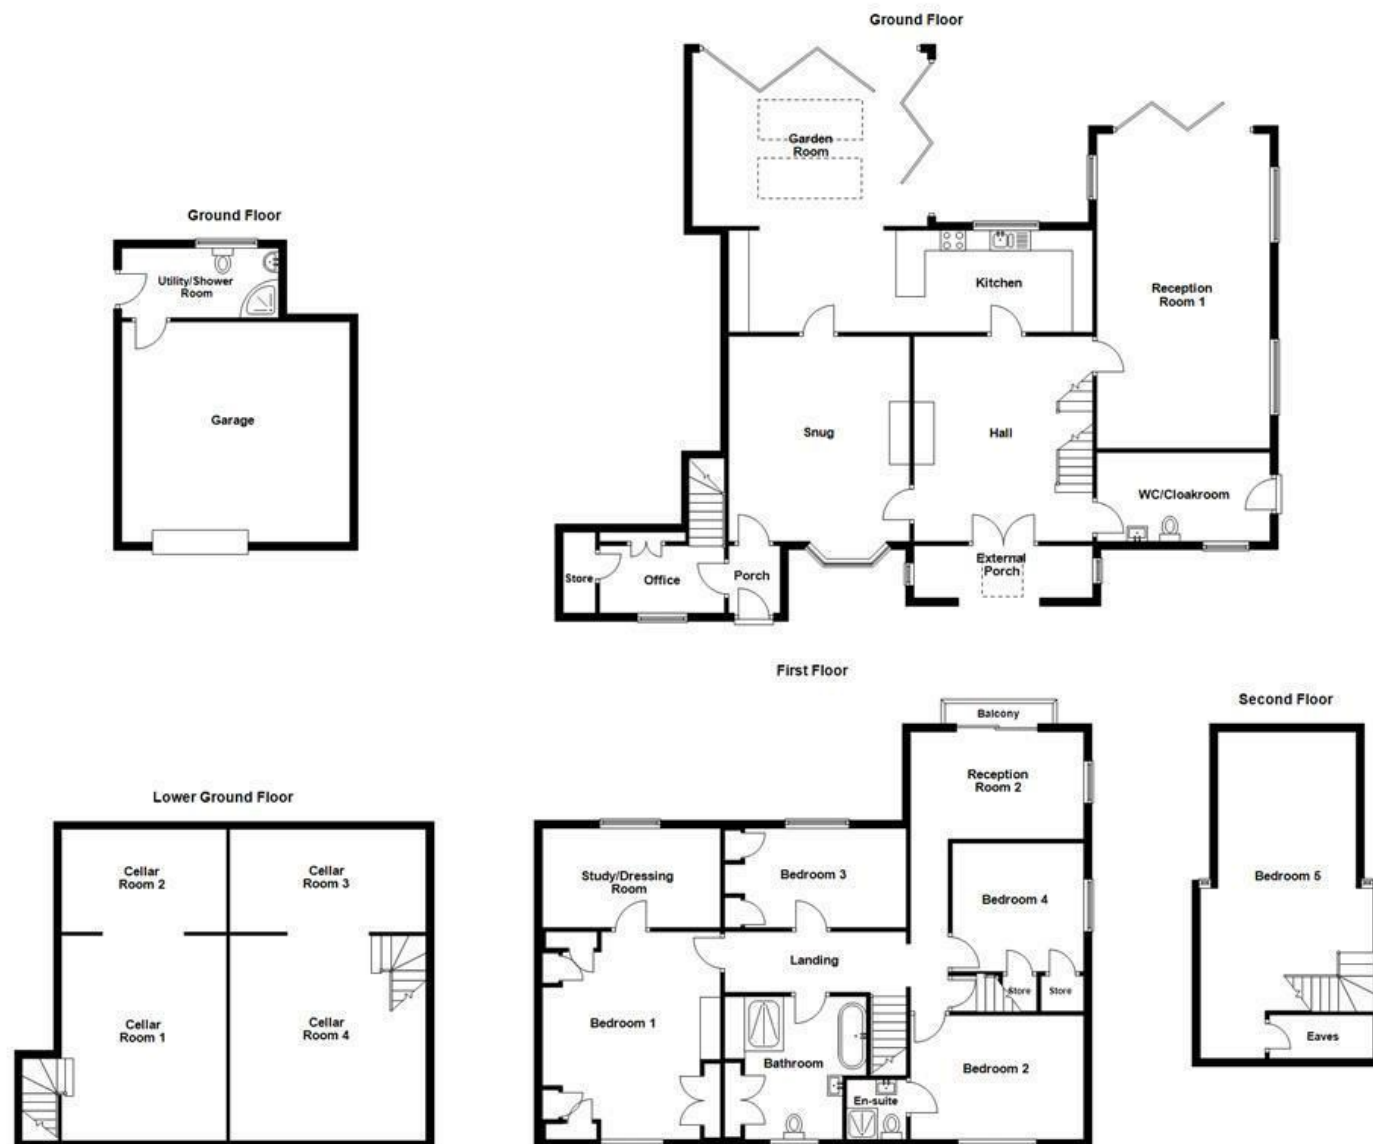 Ground Floor
Garden
Room
Kitchen
Reception
Room 1
Snug
Hall
WC/Cloakroom
External
Porch
Store
Office
Porch
Ground Floor
Utility/Shower
Room
Garage
First Floor
Balcony
Reception
Room 2
Study/Dressing
Room
Bedroom 3
Bedroom 4
Landing
Store
Store
Bedroom 1
Bathroom
Bedroom 2
En-suite
Second Floor
Bedroom 5
Eaves
Lower Ground Floor
Cellar
Room 2
Cellar
Room 3
Cellar
Room 1
Cellar
Room 4